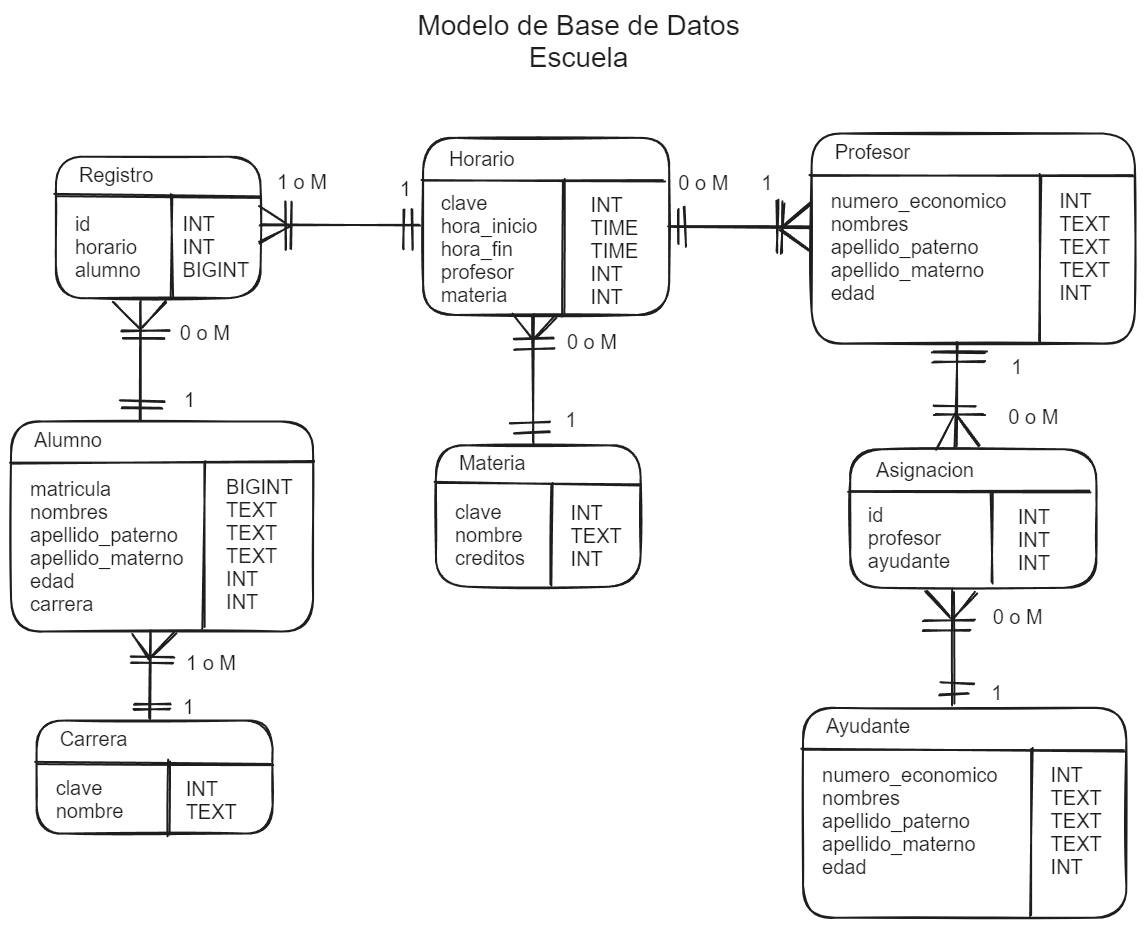 Modelo de Base de Datos
Escuela
Registro
id INT
horario INT
alumno BIGINT
1 o M
1
Horario
clave INT
hora_inicio TIME
hora_fin TIME
profesor INT
materia INT
0 o M
1
Profesor
numero_economico INT
nombres TEXT
apellido_paterno TEXT
apellido_materno TEXT
edad INT
0 o M
1
Alumno
matricula BIGINT
nombres TEXT
apellido_paterno TEXT
apellido_materno TEXT
edad INT
carrera INT
1 o M
1
Carrera
clave INT
nombre TEXT
0 o M
1
Materia
clave INT
nombre TEXT
creditos INT
1
0 o M
Asignacion
id INT
profesor INT
ayudante INT
0 o M
1
Ayudante
numero_economico INT
nombres TEXT
apellido_paterno TEXT
apellido_materno TEXT
edad INT